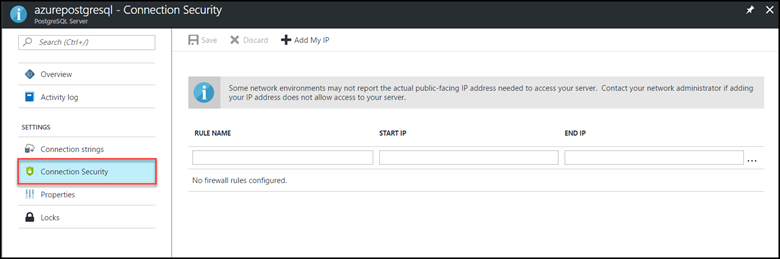 azurepostgresql - Connection Security
PostgreSQL Server
Search (Ctrl+/)
Save Discard Add My IP
Overview
Activity log
SETTINGS
Connection strings
Connection Security
Properties
Locks
Some network environments may not report the actual public-facing IP address needed to access your server. Contact your network administrator if adding
your IP address does not allow access to your server.
RULE NAME START IP END IP
...
No firewall rules configured.